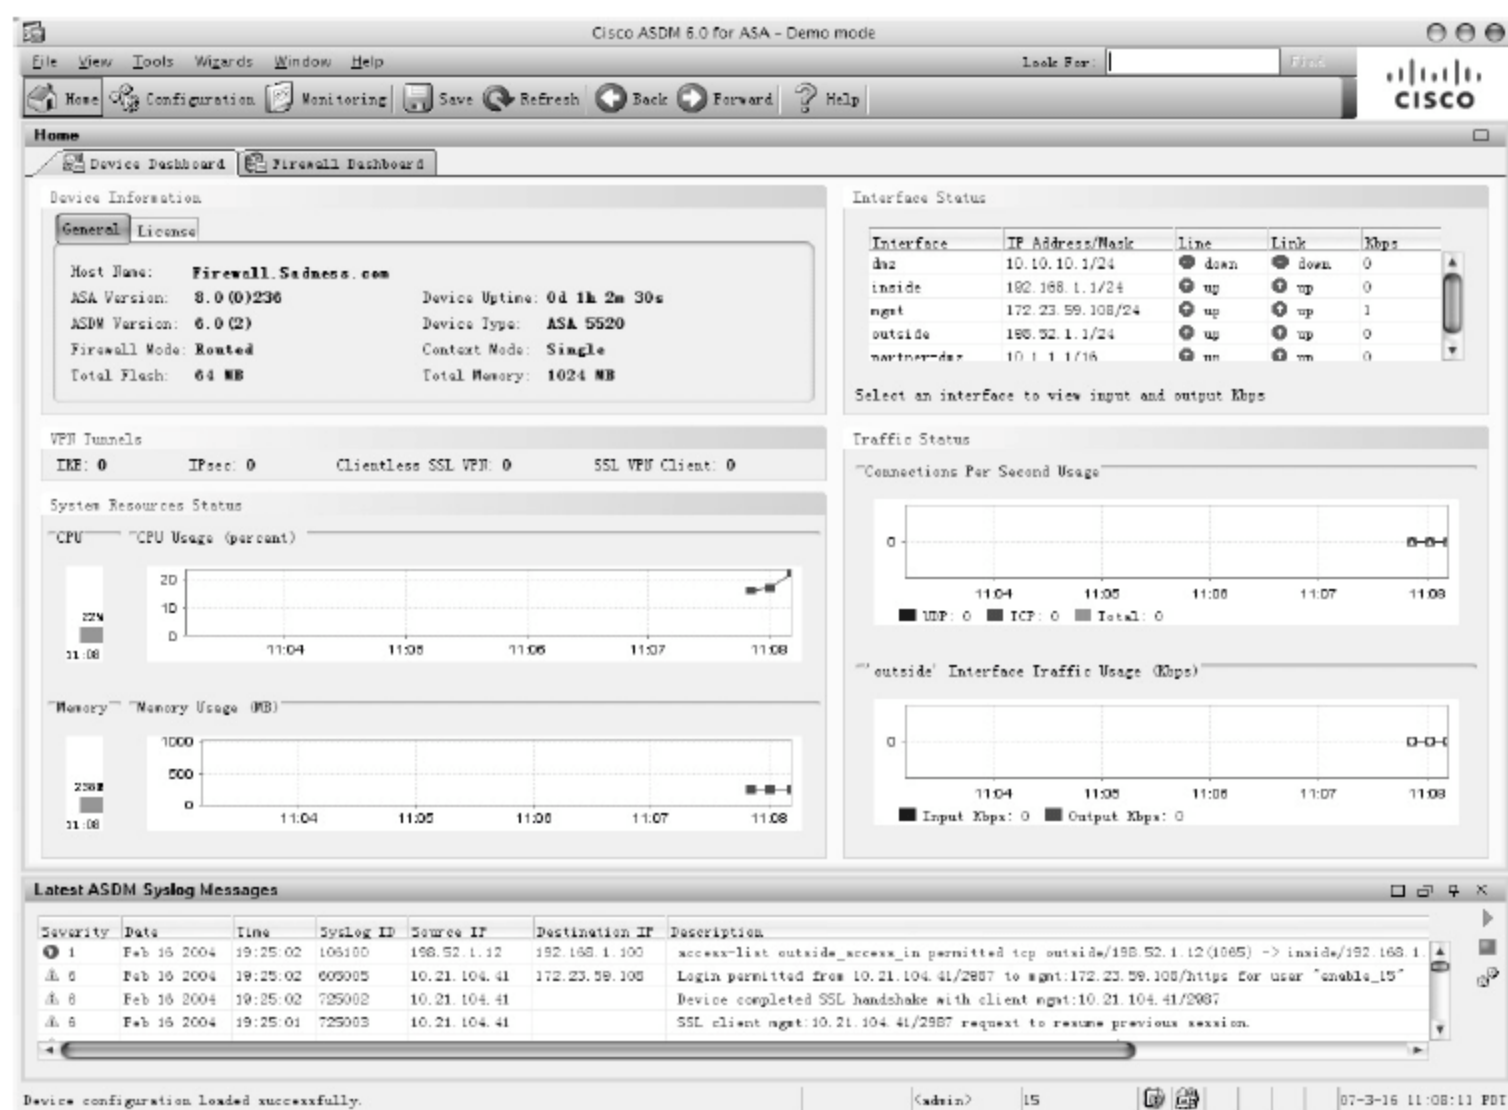 Cisco ASDM 6.0 for ASA - Demo mode
File View Tools Wizards Window Help Look For: Find
Home Configuration Monitoring Save Refresh Back Forward Help
CISCO
Home
Device Dashboard Firewall Dashboard
Device Information
General License
Host Name: Firewall.Sadness.com
ASA Version: 8.0(0)236 Device Uptime: 0d 1h 2m 30s
ASDM Version: 6.0(2) Device Type: ASA 5520
Firewall Mode: Routed Context Mode: Single
Total Flash: 64 MB Total Memory: 1024 MB
Interface Status
Interface IP Address/Mask Line Link Kbps
dmz 10.10.10.1/24 down down 0
inside 192.168.1.1/24 up up 0
mgmt 172.23.59.108/24 up up 1
outside 198.52.1.1/24 up up 0
partner-dmz 10.1.1.1/16 up up 0
Select an interface to view input and output Kbps
VPN Tunnels
IKE: 0 IPsec: 0 Clientless SSL VPN: 0 SSL VPN Client: 0
System Resources Status
CPU CPU Usage (percent)
22%
11:08
20
10
0
11:04 11:05 11:06 11:07 11:08
Memory Memory Usage (MB)
11:08
1000
500
0
11:04 11:05 11:06 11:07 11:08
Traffic Status
Connections Per Second Usage
0
11:04 11:05 11:06 11:07 11:08
UDP: 0 TCP: 0 Total: 0
'outside' Interface Traffic Usage (Kbps)
0
11:04 11:05 11:06 11:07 11:08
Input Kbps: 0 Output Kbps: 0
Latest ASDM Syslog Messages
Severity Date Time Syslog ID Source IP Destination IP Description
1 Feb 16 2004 19:25:02 106100 198.52.1.12 192.168.1.100 access-list outside_access_in permitted tcp outside/198.52.1.12(1065) -> inside/192.168.1.
6 Feb 16 2004 19:25:02 605005 10.21.104.41 172.23.59.108 Login permitted from 10.21.104.41/2987 to mgmt:172.23.59.108/https for user "enable_15"
6 Feb 16 2004 19:25:02 725002 10.21.104.41 Device completed SSL handshake with client mgmt:10.21.104.41/2987
6 Feb 16 2004 19:25:01 725003 10.21.104.41 SSL client mgmt:10.21.104.41/2987 request to resume previous session.
Device configuration loaded successfully. <admin> 15 07-3-16 11:08:11 PDT